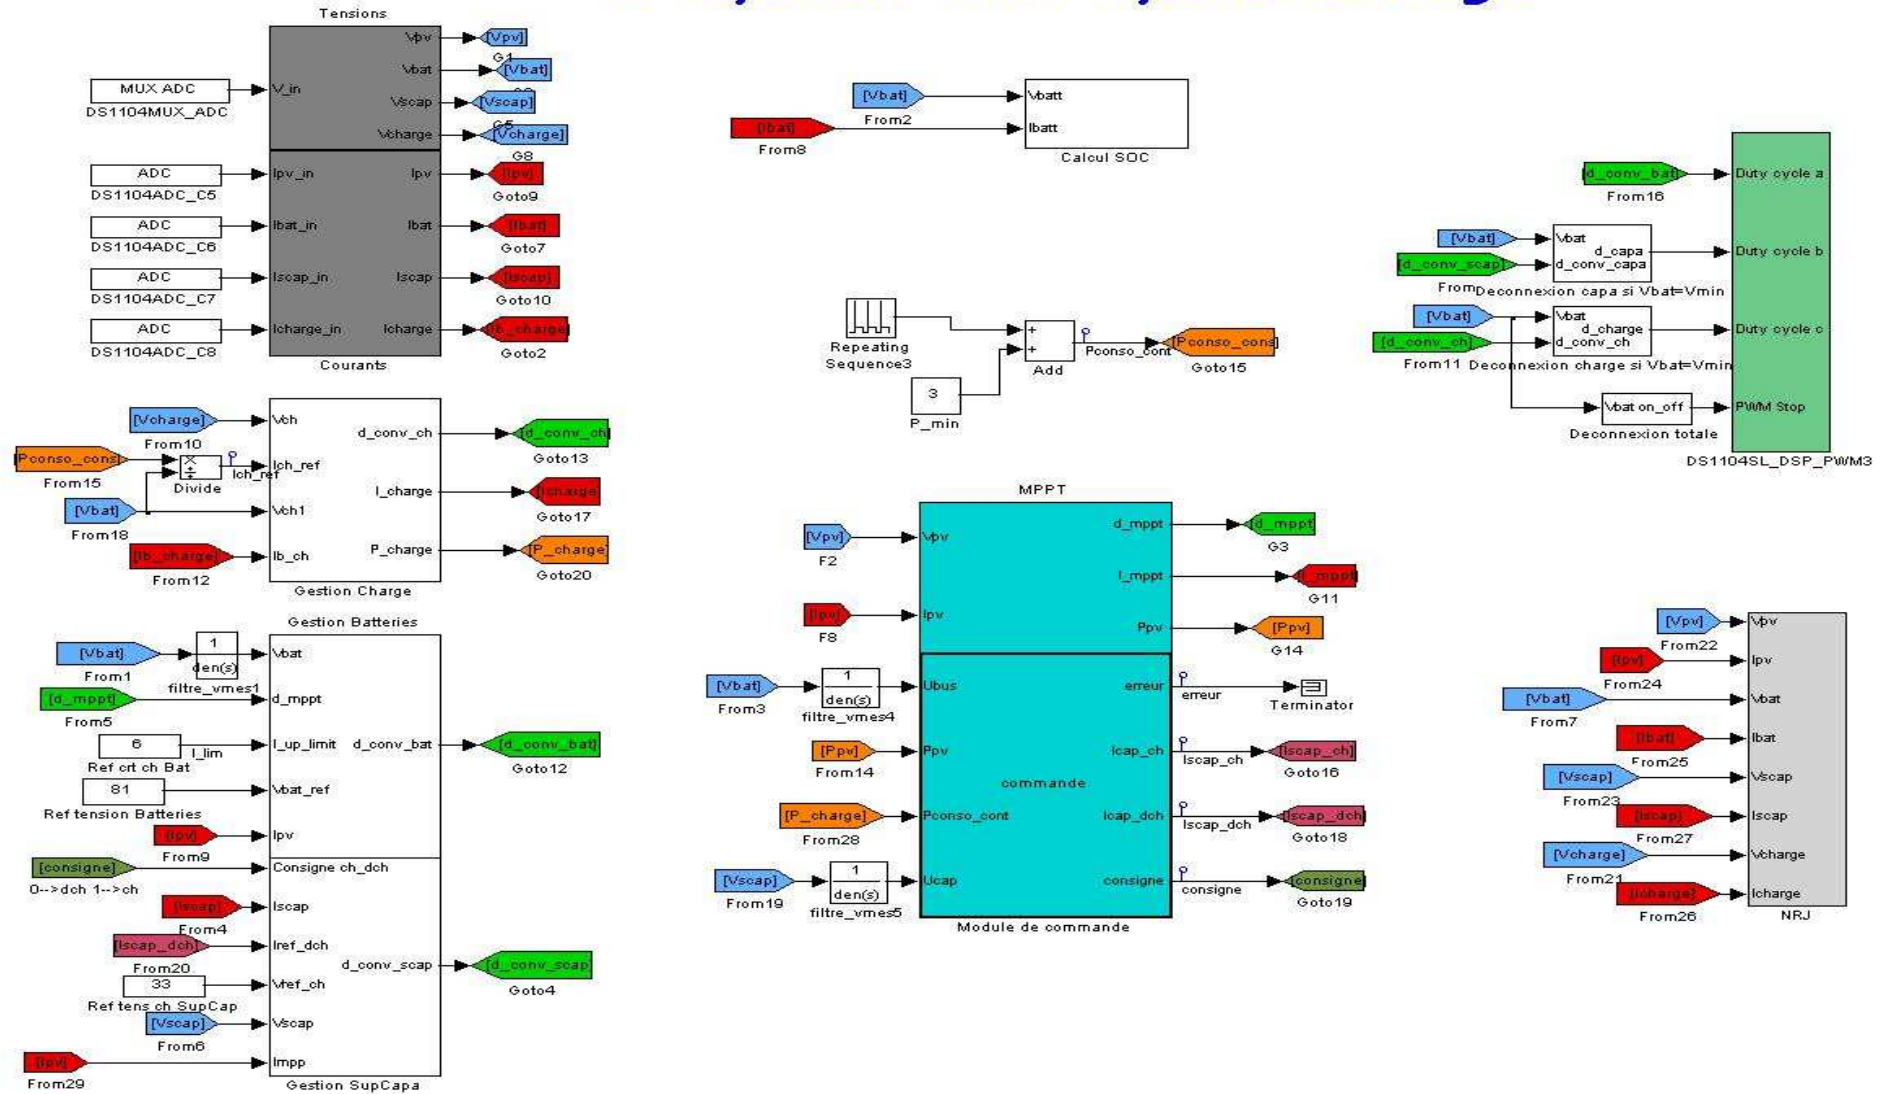 Tensions
MUX ADC
DS1104MUX_ADC
V_in
Vpv
[Vpv]
G1
Vbat
[Vbat]
Vscap
[Vscap]
G5
Vcharge
[Vcharge]
G8
ADC
DS1104ADC_C5
Ipv_in
Ipv
[Ipv]
Goto9
ADC
DS1104ADC_C6
Ibat_in
Ibat
[Ibat]
Goto7
ADC
DS1104ADC_C7
Iscap_in
Iscap
[Iscap]
Goto10
ADC
DS1104ADC_C8
Icharge_in
Icharge
[Ib_charge]
Goto2
Courants
[Vcharge]
From10
Vch
[Pconso_cons]
From15
Divide
Ich_ref
Ich_ref
[Vbat]
From18
Vch1
[Ib_charge]
From12
Ib_ch
d_conv_ch
[d_conv_ch]
Goto13
I_charge
[Icharge]
Goto17
P_charge
[P_charge]
Goto20
Gestion Charge
Gestion Batteries
[Vbat]
From1
1
den(s)
filtre_vmes1
Vbat
[d_mppt]
From5
d_mppt
6
I_lim
Ref crt ch Bat
I_up_limit
d_conv_bat
[d_conv_bat]
Goto12
81
Ref tension Batteries
Vbat_ref
[Ipv]
From9
Ipv
[consigne]
0-->dch 1-->ch
Consigne ch_dch
[Iscap]
From4
Iscap
[Iscap_dch]
From20
Iref_dch
33
Ref tens ch SupCap
Vref_ch
d_conv_scap
[d_conv_scap]
Goto4
[Vscap]
From6
Vscap
[Ipv]
From29
Impp
Gestion SupCapa
[Vbat]
From2
Vbatt
[Ibat]
From8
Ibatt
Calcul SOC
Repeating
Sequence3
3
P_min
+
+
Add
Pconso_cont
[Pconso_cons]
Goto15
MPPT
[Vpv]
F2
Vpv
[Ipv]
F8
Ipv
d_mppt
[d_mppt]
G3
I_mppt
[I_mppt]
G11
Ppv
[Ppv]
G14
[Vbat]
From3
1
den(s)
filtre_vmes4
Ubus
[Ppv]
From14
Ppv
commande
[P_charge]
From28
Pconso_cont
[Vscap]
From19
1
den(s)
filtre_vmes5
Ucap
erreur
erreur
Terminator
Icap_ch
Iscap_ch
[Iscap_ch]
Goto16
Icap_dch
Iscap_dch
[Iscap_dch]
Goto18
consigne
consigne
[consigne]
Goto19
Module de commande
[d_conv_bat]
From16
Duty cycle a
[Vbat]
Vbat
[d_conv_scap]
From
d_capa
d_conv_capa
Deconnexion capa si Vbat=Vmin
Duty cycle b
[Vbat]
Vbat
[d_conv_ch]
From11
d_charge
d_conv_ch
Deconnexion charge si Vbat=Vmin
Duty cycle c
Vbat on_off
Deconnexion totale
PWM Stop
DS1104SL_DSP_PWM3
[Vpv]
From22
Vpv
[Ipv]
From24
Ipv
[Vbat]
From7
Vbat
[Ibat]
From25
Ibat
[Vscap]
From23
Vscap
[Iscap]
From27
Iscap
[Vcharge]
From21
Vcharge
[Icharge]
From26
Icharge
NRJ